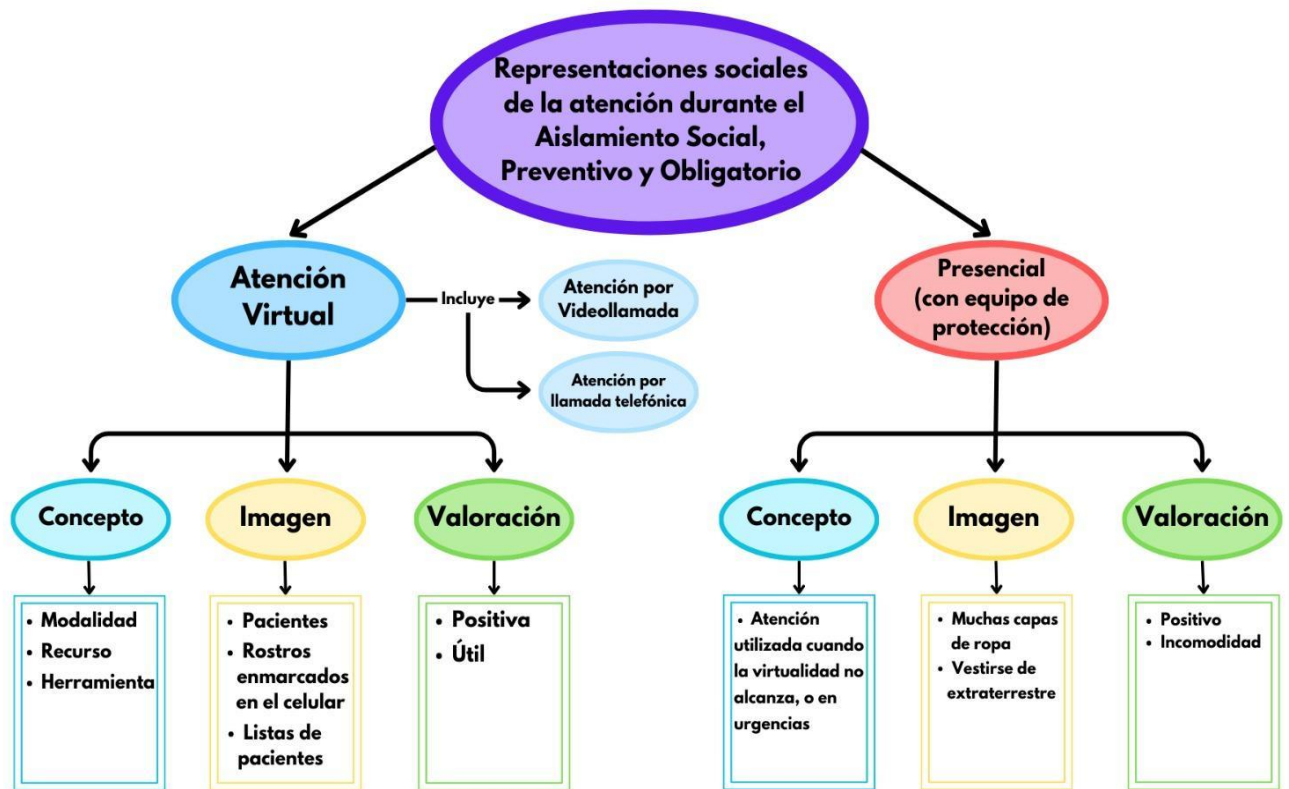 Representaciones sociales
de la atención durante el
Aislamiento Social,
Preventivo y Obligatorio
Atención
Virtual
Incluye
Atención por
Videollamada
Atención por
llamada telefónica
Presencial
(con equipo de
protección)
Concepto
Imagen
Valoración
• Modalidad
• Recurso
• Herramienta
• Pacientes
• Rostros
enmarcados
en el celular
• Listas de
pacientes
• Positiva
• Útil
Concepto
Imagen
Valoración
• Atención
utilizada cuando
la virtualidad no
alcanza, o en
urgencias
• Muchas capas
de ropa
• Vestirse de
extraterrestre
• Positivo
• Incomodidad